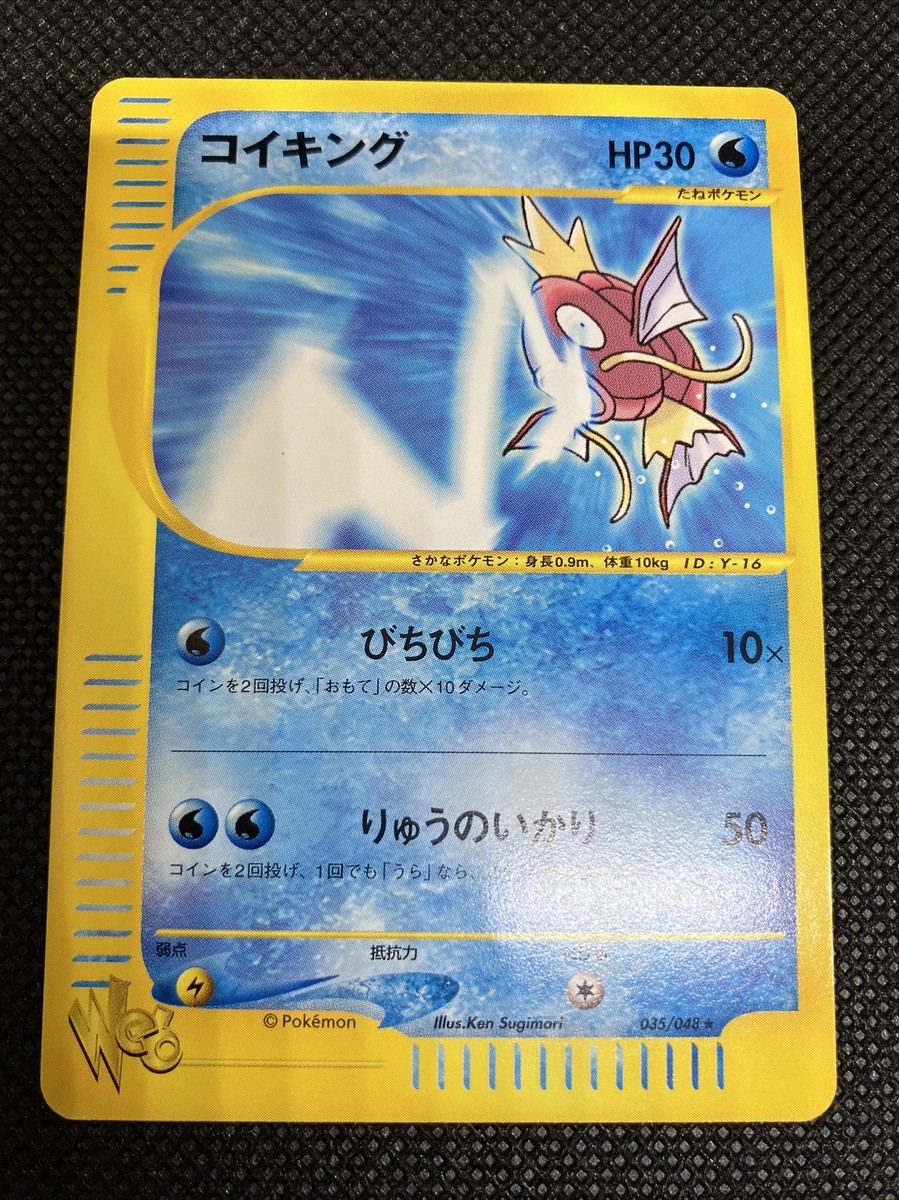 コイキング
HP30
たねポケモン
さかなポケモン：身長0.9m、体重10kg ID:Y-16
びちびち 10×
コインを2回投げ、「おもて」の数×10ダメージ。
りゅうのいかり 50
コインを2回投げ、1回でも「うら」なら、
弱点 抵抗力
We'b
©Pokémon Illus.Ken Sugimori 035/048★